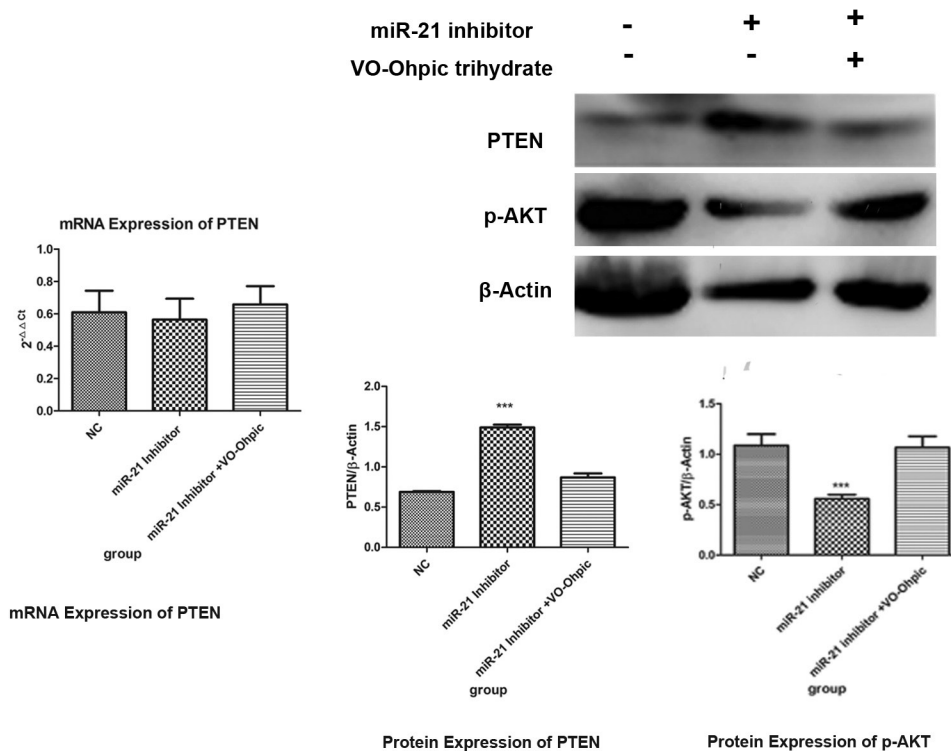 miR-21 inhibitor - + +
VO-Ohpic trihydrate - - +
PTEN
p-AKT
β-Actin
mRNA Expression of PTEN
2-△△Ct
1.0
0.8
0.6
0.4
0.2
0.0
NC
miR-21 Inhibitor
miR-21 Inhibitor +VO-Ohpic
group
mRNA Expression of PTEN
PTEN/β-Actin
2.0
1.5
1.0
0.5
0.0
***
NC
miR-21 Inhibitor
miR-21 Inhibitor +VO-Ohpic
group
Protein Expression of PTEN
p-AKT/β-Actin
1.5
1.0
0.5
0.0
***
NC
miR-21 inhibitor
miR-21 inhibitor +VO-Ohpic
group
Protein Expression of p-AKT